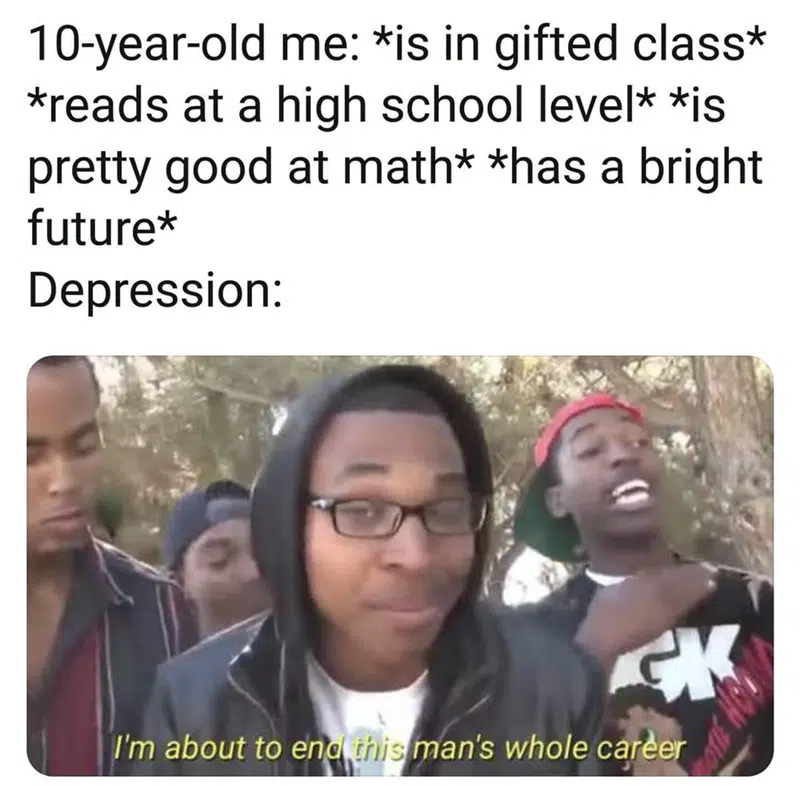 10-year-old me: *is in gifted class*
*reads at a high school level* *is
pretty good at math* *has a bright
future*
Depression:
GK
I'm about to end this man's whole career